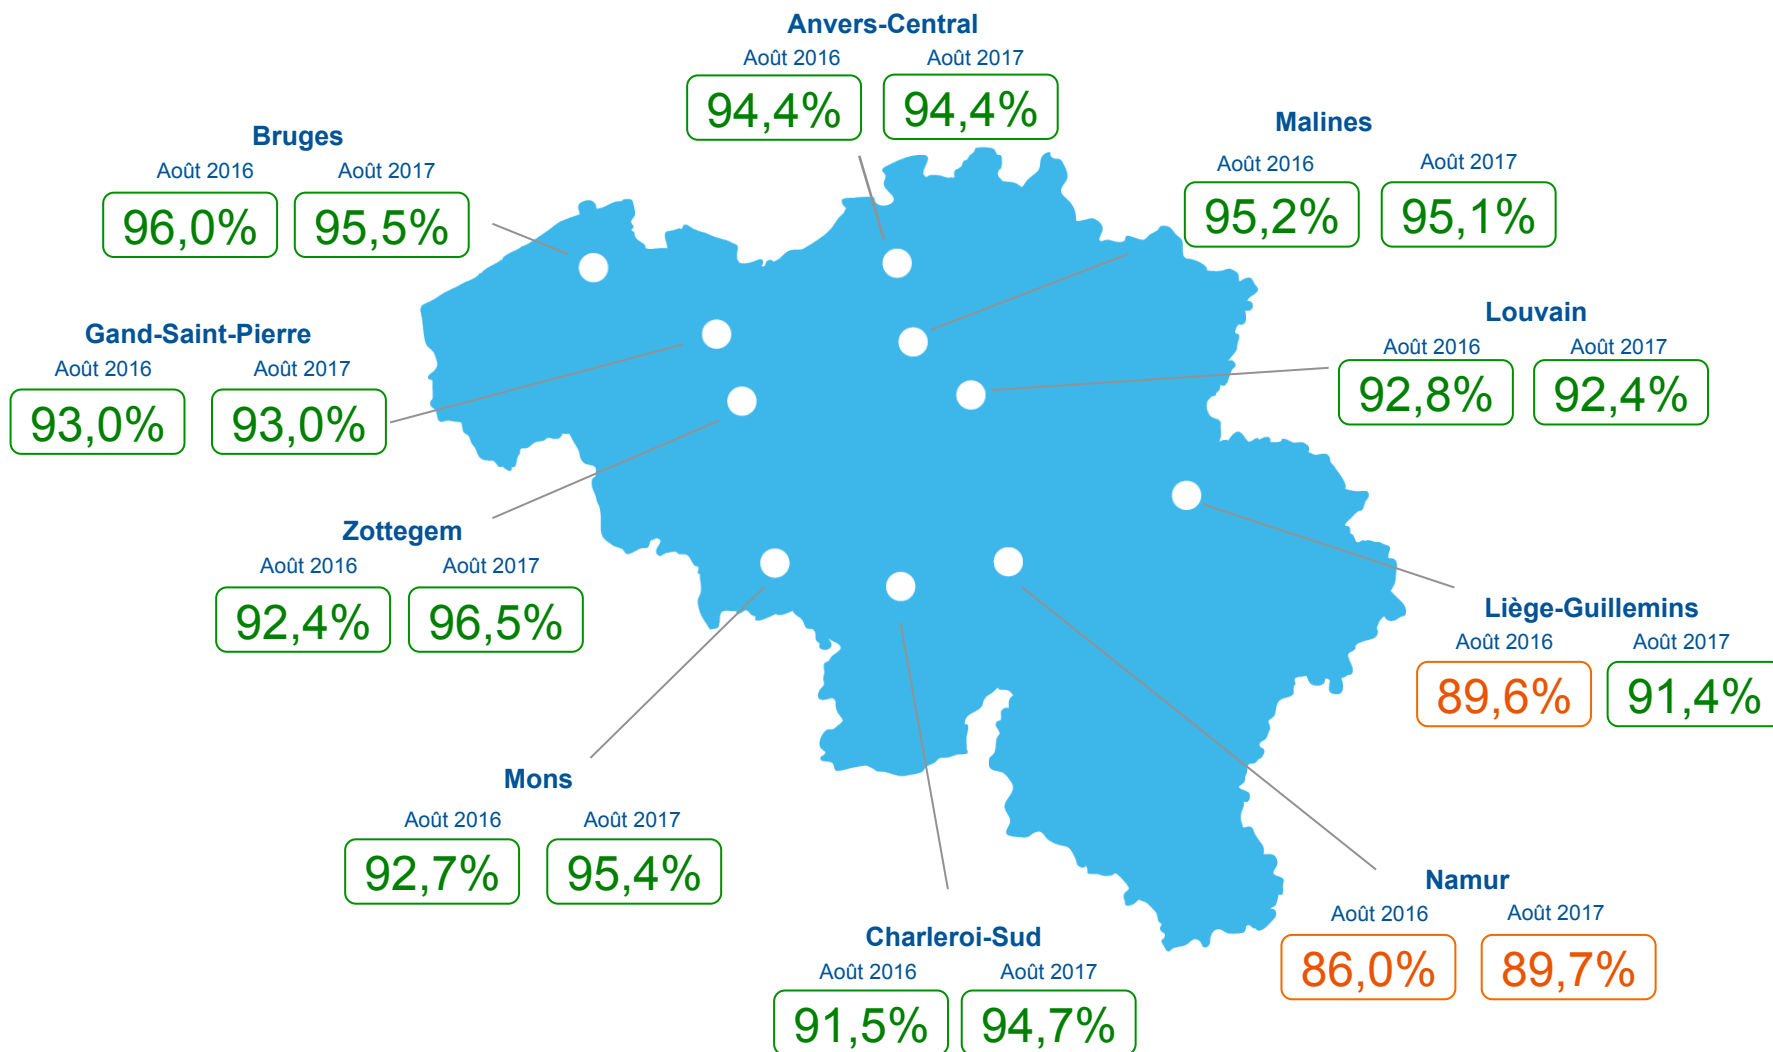 Anvers-Central
Août 2016 Août 2017
94,4% 94,4%
Bruges
Août 2016 Août 2017
96,0% 95,5%
Malines
Août 2016 Août 2017
95,2% 95,1%
Gand-Saint-Pierre
Août 2016 Août 2017
93,0% 93,0%
Louvain
Août 2016 Août 2017
92,8% 92,4%
Zottegem
Août 2016 Août 2017
92,4% 96,5%
Liège-Guillemins
Août 2016 Août 2017
89,6% 91,4%
Mons
Août 2016 Août 2017
92,7% 95,4%
Namur
Août 2016 Août 2017
86,0% 89,7%
Charleroi-Sud
Août 2016 Août 2017
91,5% 94,7%